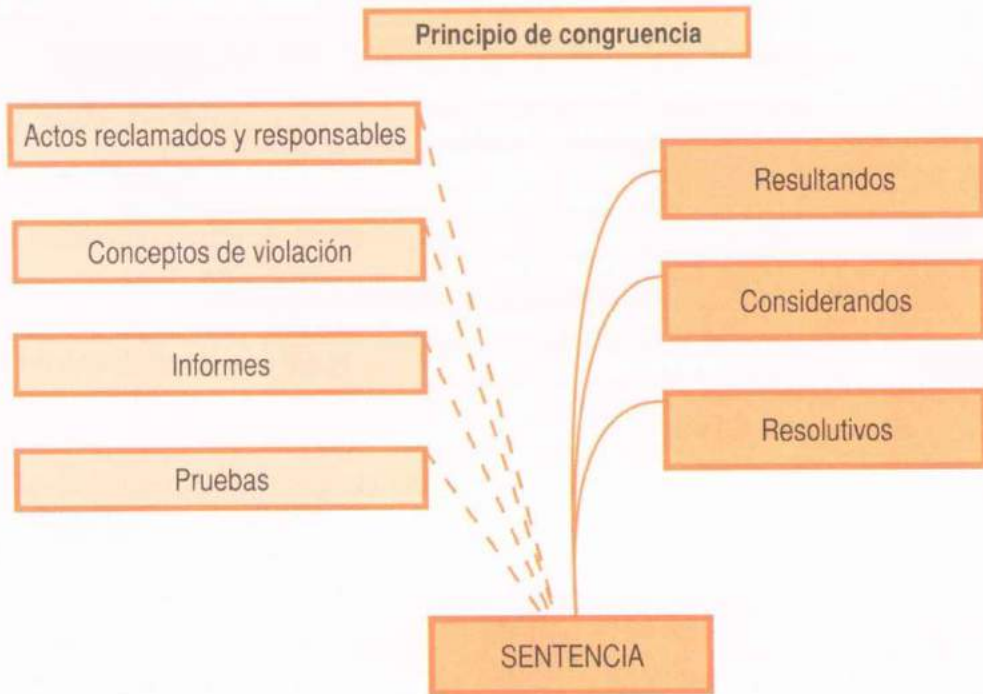 Principio de congruencia
Actos reclamados y responsables
Conceptos de violación
Informes
Pruebas
Resultandos
Considerandos
Resolutivos
SENTENCIA